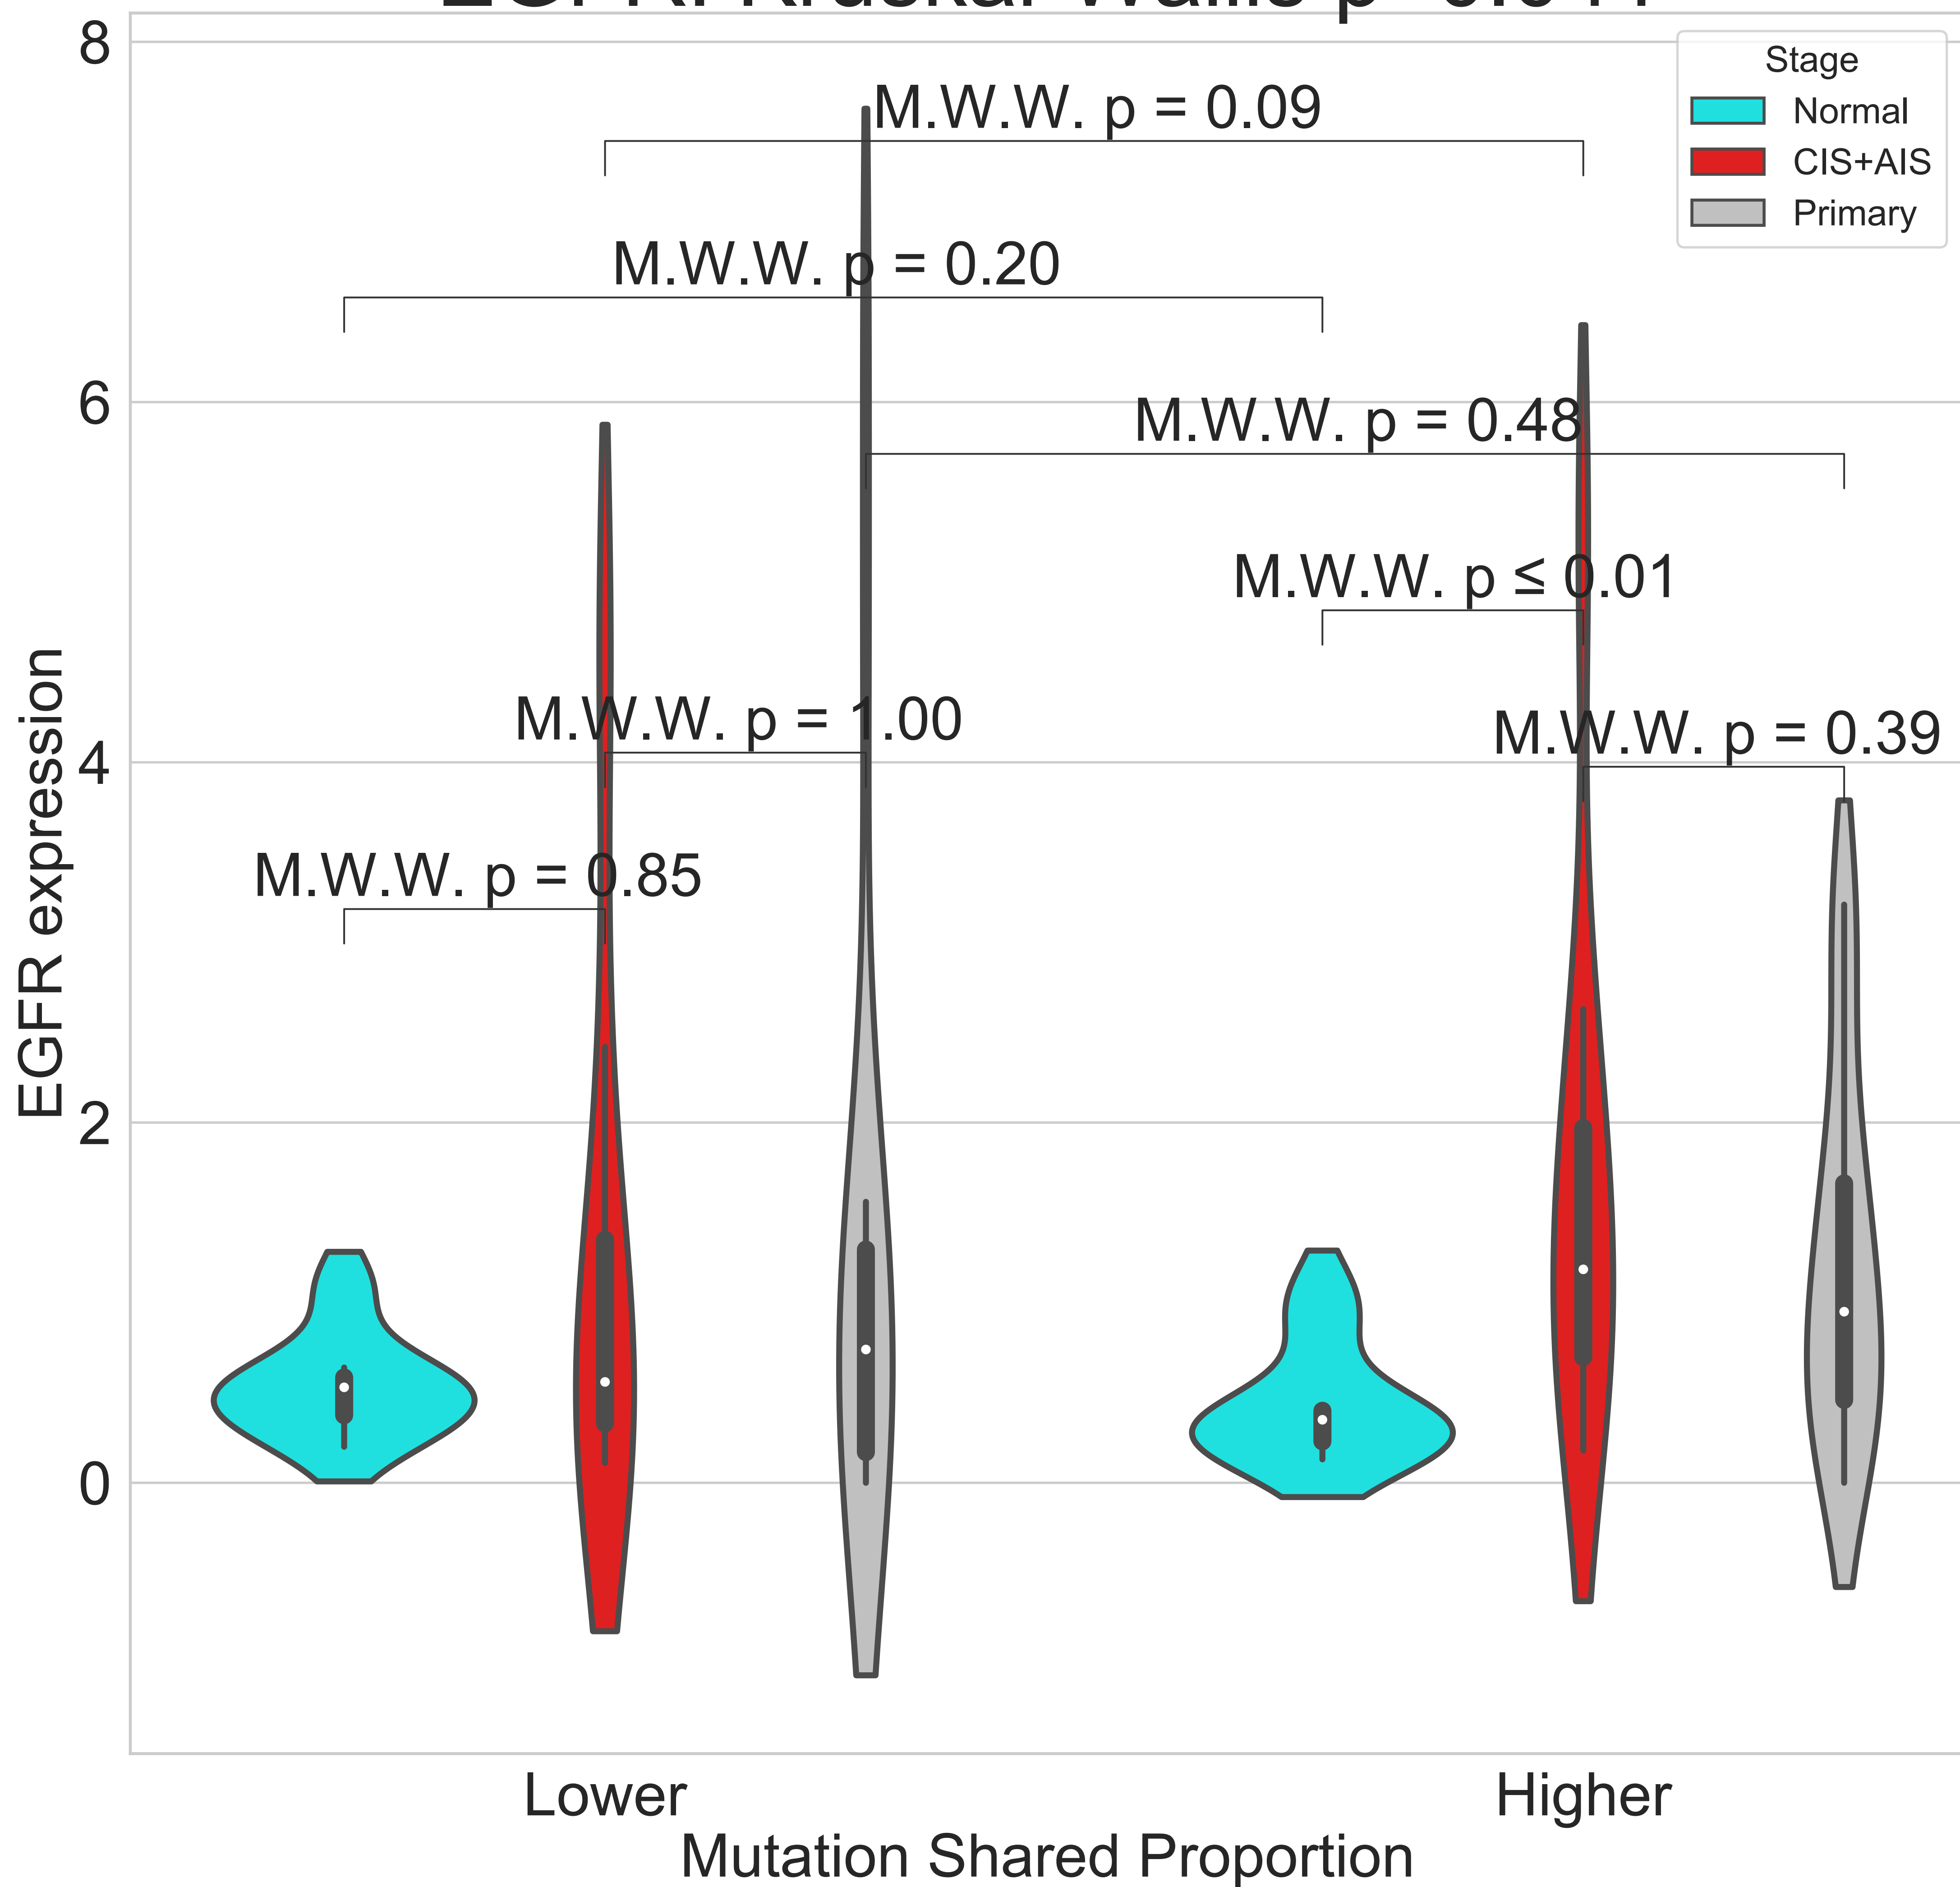 8
Stage
Normal
CIS+AIS
Primary
M.W.W. p = 0.09
M.W.W. p = 0.20
6
M.W.W. p = 0.48
M.W.W. p ≤ 0.01
M.W.W. p = 1.00
M.W.W. p = 0.39
4
M.W.W. p = 0.85
EGFR expression
2
0
Lower
Higher
Mutation Shared Proportion